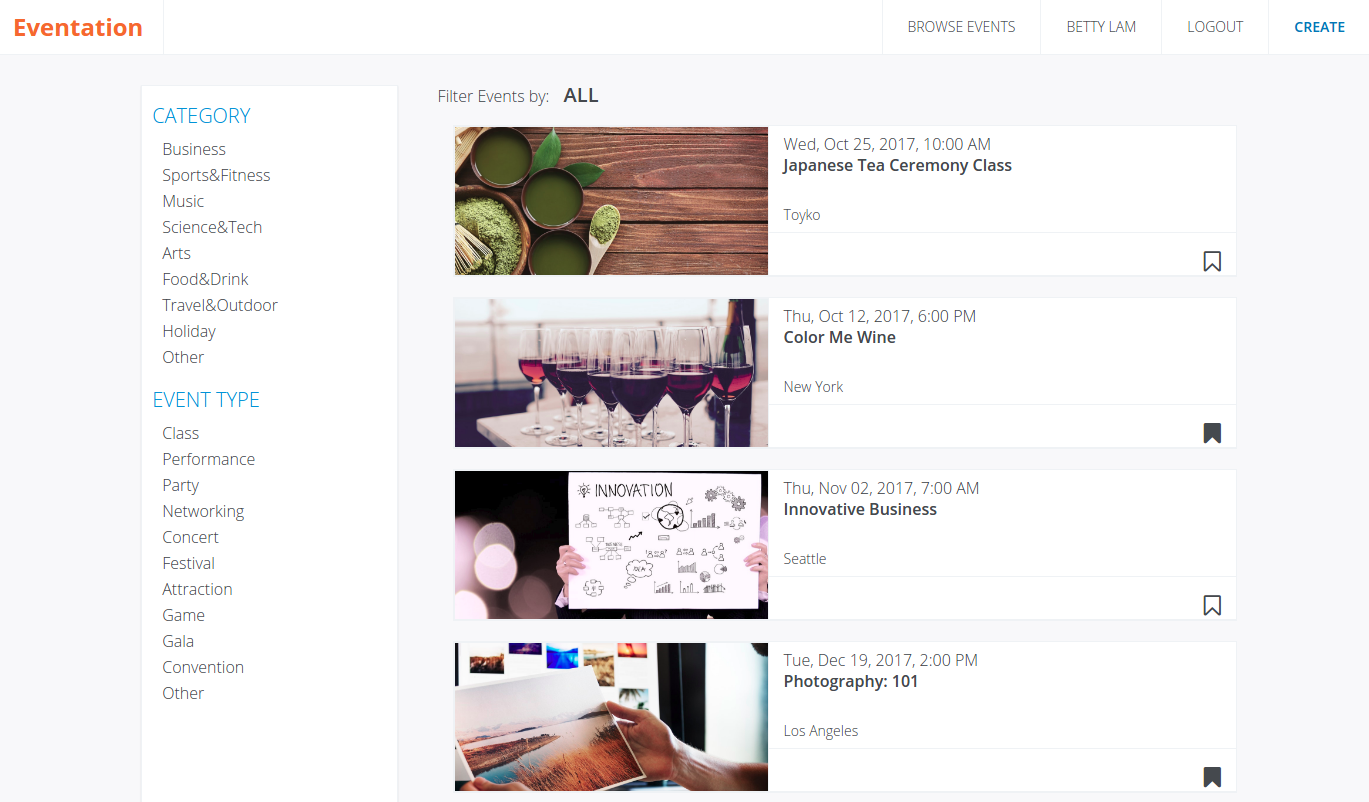 Eventation
BROWSE EVENTS
BETTY LAM
LOGOUT
CREATE
CATEGORY
Business
Sports&Fitness
Music
Science&Tech
Arts
Food&Drink
Travel&Outdoor
Holiday
Other
EVENT TYPE
Class
Performance
Party
Networking
Concert
Festival
Attraction
Game
Gala
Convention
Other
Filter Events by: ALL
Wed, Oct 25, 2017, 10:00 AM
Japanese Tea Ceremony Class
Toyko
Thu, Oct 12, 2017, 6:00 PM
Color Me Wine
New York
INNOVATION
IDEA
Thu, Nov 02, 2017, 7:00 AM
Innovative Business
Seattle
Tue, Dec 19, 2017, 2:00 PM
Photography: 101
Los Angeles